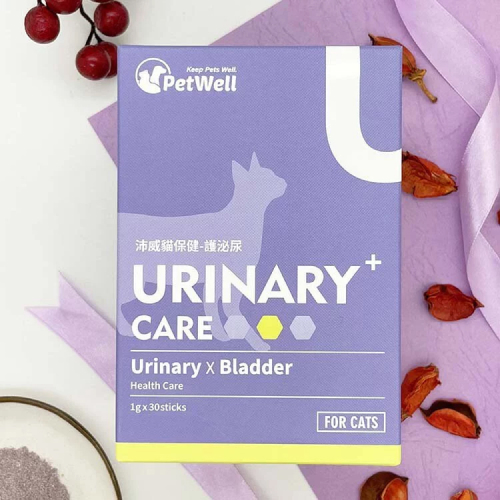 Keep Pets Well.
PetWell
沛威貓保健-護泌尿
URINARY+
CARE
Urinary X Bladder
Health Care
1g x 30sticks
FOR CATS